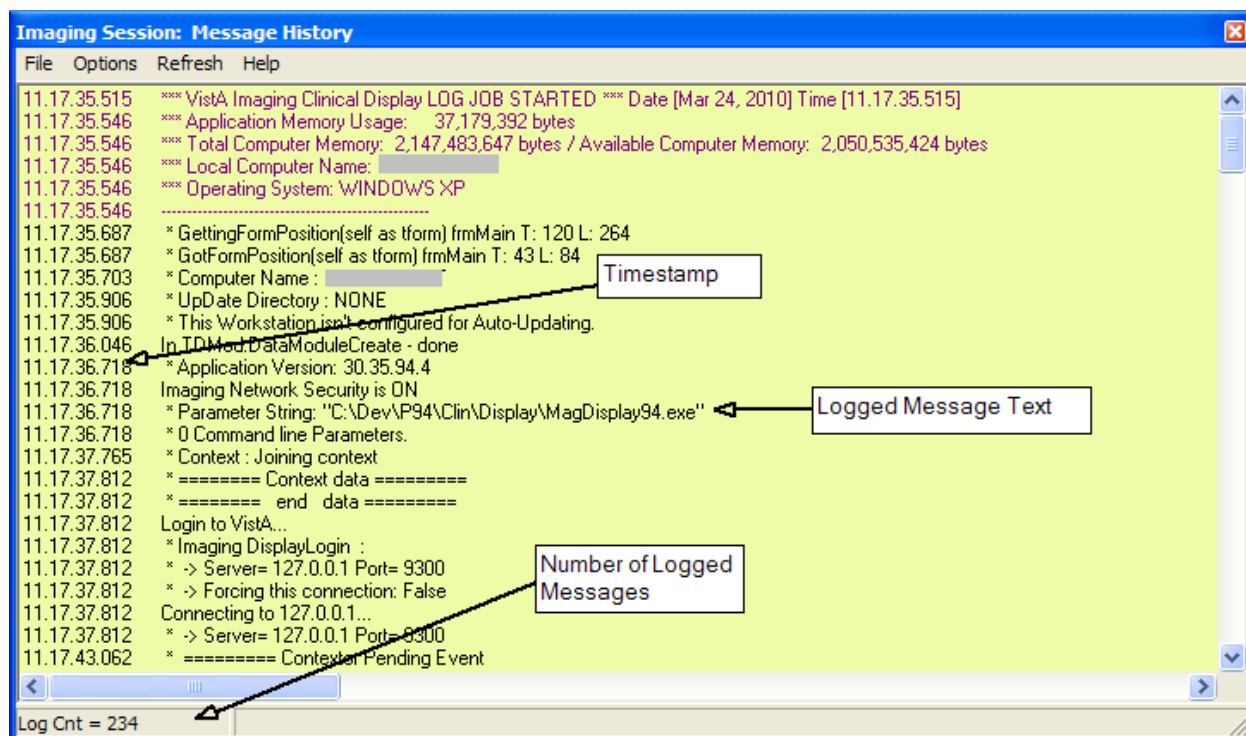 Imaging Session: Message History
File Options Refresh Help
11.17.35.515 *** VistA Imaging Clinical Display LOG JOB STARTED *** Date [Mar 24, 2010] Time [11.17.35.515]
11.17.35.546 *** Application Memory Usage: 37,179,392 bytes
11.17.35.546 *** Total Computer Memory: 2,147,483,647 bytes / Available Computer Memory: 2,050,535,424 bytes
11.17.35.546 *** Local Computer Name:
11.17.35.546 *** Operating System: WINDOWS XP
11.17.35.546 ----------------------------------------------------
11.17.35.687 * GettingFormPosition(self as tform) frmMain T: 120 L: 264
11.17.35.687 * GotFormPosition(self as tform) frmMain T: 43 L: 84
11.17.35.703 * Computer Name :
Timestamp
11.17.35.906 * UpDate Directory : NONE
11.17.35.906 * This Workstation isn't configured for Auto-Updating.
11.17.36.046 In TDMod.DataModuleCreate - done
11.17.36.718 * Application Version: 30.35.94.4
11.17.36.718 Imaging Network Security is ON
11.17.36.718 * Parameter String: "C:\Dev\P94\Clin\Display\MagDisplay94.exe"
Logged Message Text
11.17.36.718 * 0 Command line Parameters.
11.17.37.765 * Context : Joining context
11.17.37.812 * ======== Context data =========
11.17.37.812 * ======== end data =========
11.17.37.812 Login to VistA...
11.17.37.812 * Imaging DisplayLogin :
11.17.37.812 * -> Server= 127.0.0.1 Port= 9300
Number of Logged
Messages
11.17.37.812 * -> Forcing this connection: False
11.17.37.812 Connecting to 127.0.0.1...
11.17.37.812 * -> Server= 127.0.0.1 Port= 9300
11.17.43.062 * ========= Contextor Pending Event
Log Cnt = 234